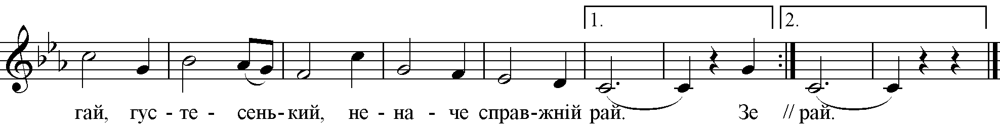 1. 2.
гай, гус - те - сень - кий, не - на - че справ-жній рай. Зе // рай.